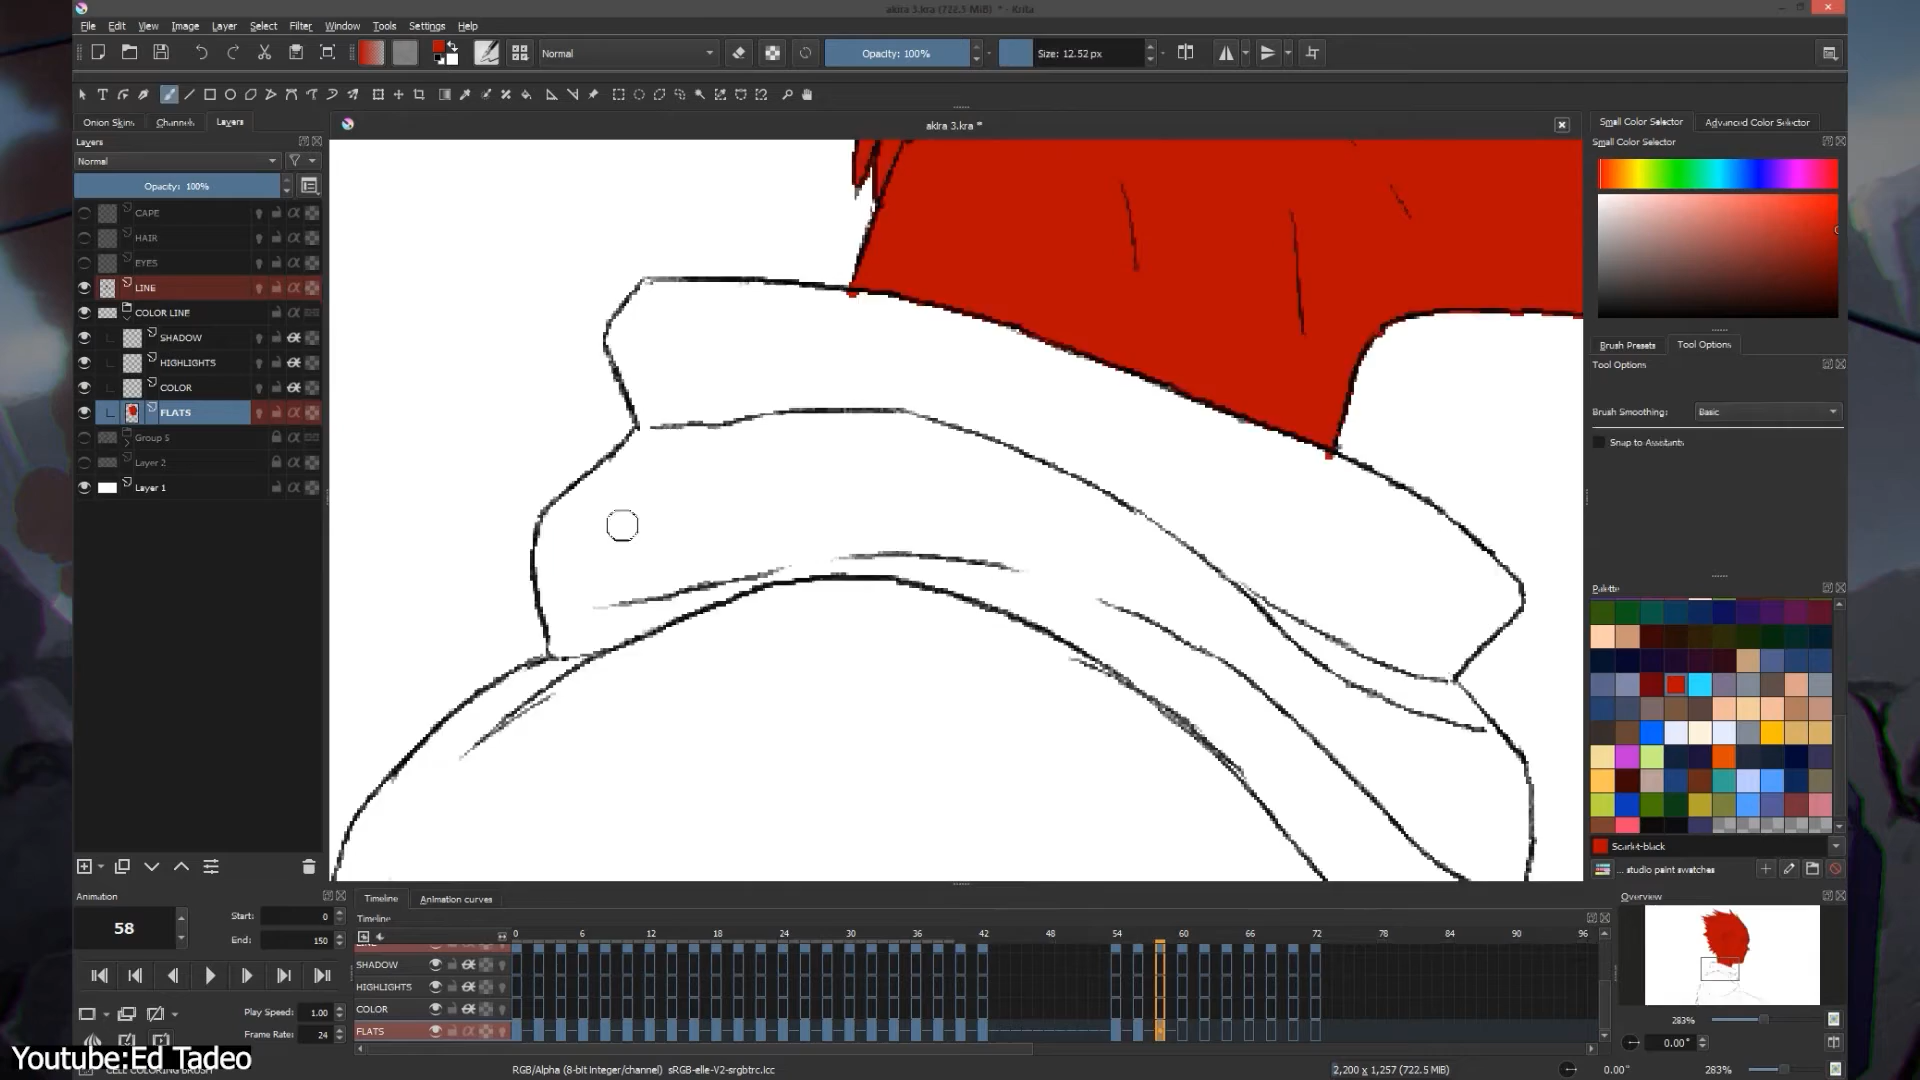 akira 3.kra (722.5 MiB) * - Krita
File Edit View Image Layer Select Filter Tools Settings Window Help
Normal Opacity: 100% Size: 12.52 px
Onion Skins Channels Layers
akira 3.kra *
Small Color Selector Advanced Color Selector
Layers
Small Color Selector
Normal
Opacity: 100%
CAPE
HAIR
EYES
LINE
COLOR LINE
SHADOW
HIGHLIGHTS
COLOR
FLATS
Group 5
Layer 2
Layer 1
Brush Presets Tool Options
Tool Options
Brush Smoothing: Basic
Snap to Assistants
Palette
Scarlet-black
... studio paint swatches
Overview
283%
0.00°
Animation
58
Start: 0
End: 150
Play Speed: 1.00
Frame Rate: 24
Timeline Animation curves
Timeline
0 6 12 18 24 30 36 42 48 54 60 66 72 78 84 90 96
SHADOW
HIGHLIGHTS
COLOR
FLATS
Youtube:Ed Tadeo
CELL COLORING BRUSH
RGB/Alpha (8-bit integer/channel) sRGB-elle-V2-srgbtrc.icc
2,200 x 1,257 (722.5 MiB)
0.00°
283%